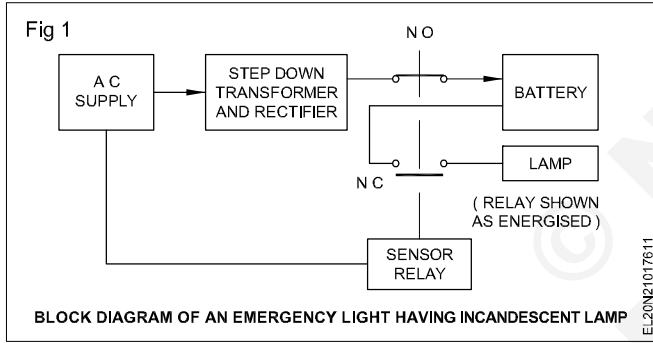 Fig 1
A C
SUPPLY
STEP DOWN
TRANSFORMER
AND RECTIFIER
N O
BATTERY
N C
LAMP
( RELAY SHOWN
AS ENERGISED )
SENSOR
RELAY
BLOCK DIAGRAM OF AN EMERGENCY LIGHT HAVING INCANDESCENT LAMP
EL20N21017611
©